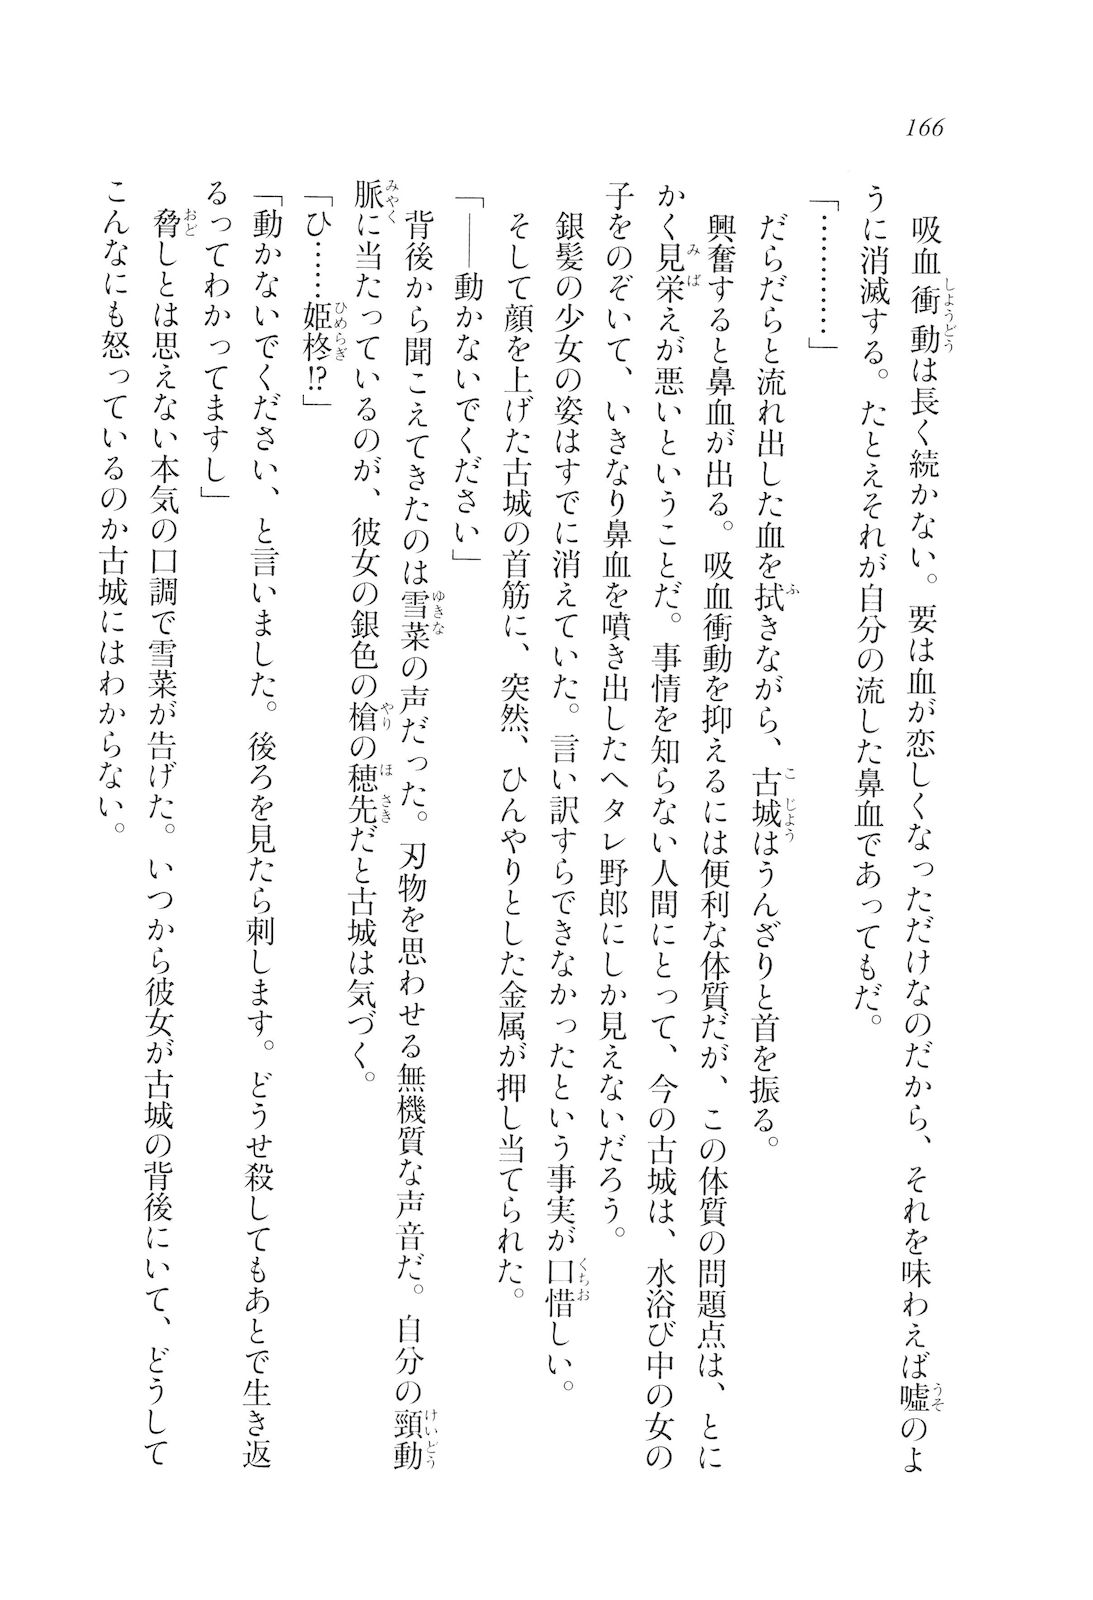 166
　吸血衝動は長く続かない。要は血が恋しくなっただけなのだから、それを味わえば嘘のよ
うに消滅する。たとえそれが自分の流した鼻血であってもだ。
「…………」
　だらだらと流れ出した血を拭きながら、古城はうんざりと首を振る。
　興奮すると鼻血が出る。吸血衝動を抑えるには便利な体質だが、この体質の問題点は、とに
かく見栄えが悪いということだ。事情を知らない人間にとって、今の古城は、水浴び中の女の
子をのぞいて、いきなり鼻血を噴き出したヘタレ野郎にしか見えないだろう。
　銀髪の少女の姿はすでに消えていた。言い訳すらできなかったという事実が口惜しい。
　そして顔を上げた古城の首筋に、突然、ひんやりとした金属が押し当てられた。
「――動かないでください」
　背後から聞こえてきたのは雪菜の声だった。刃物を思わせる無機質な声音だ。自分の頸動
脈に当たっているのが、彼女の銀色の槍の穂先だと古城は気づく。
「ひ……姫柊!?」
「動かないでください、と言いました。後ろを見たら刺します。どうせ殺してもあとで生き返
るってわかってますし」
　脅しとは思えない本気の口調で雪菜が告げた。いつから彼女が古城の背後にいて、どうして
こんなにも怒っているのか古城にはわからない。